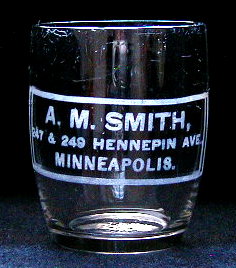 A. M. SMITH,
247 & 249 HENNEPIN AVE.
MINNEAPOLIS.